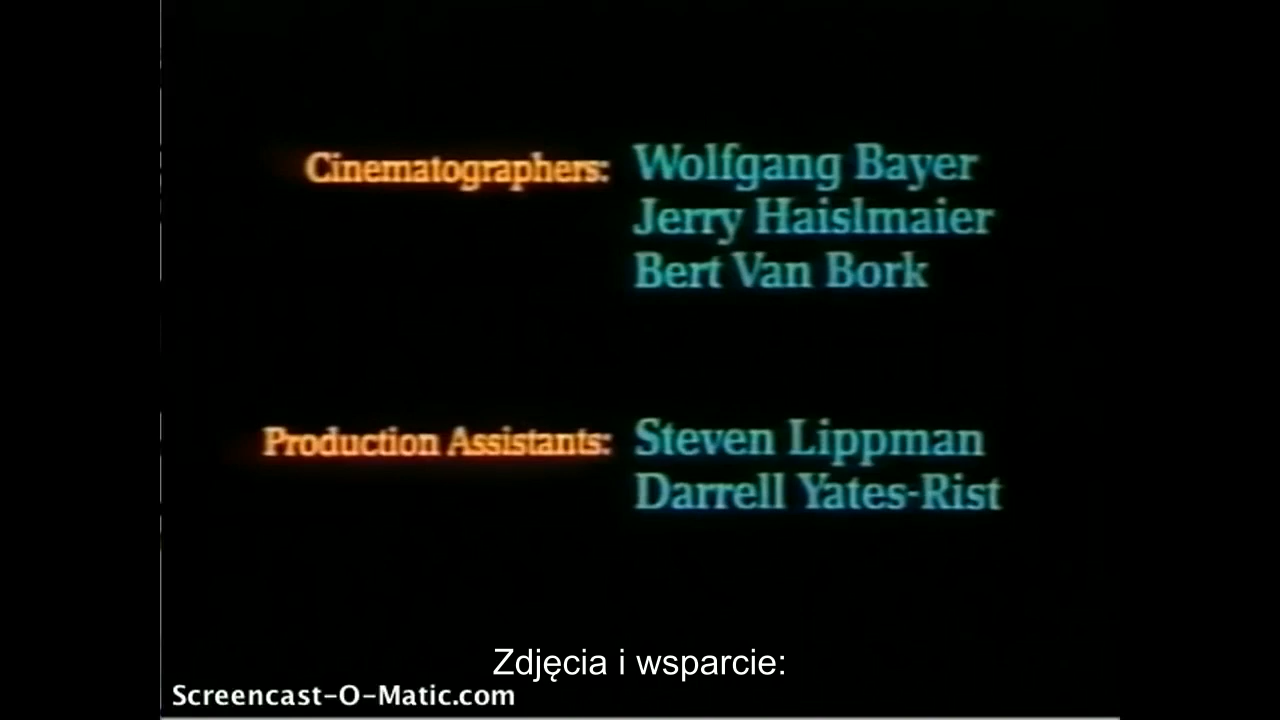 Cinematographers: Wolfgang Bayer
Jerry Haislmaier
Bert Van Bork
Production Assistants: Steven Lippman
Darrell Yates-Rist
Zdjęcia i wsparcie:
Screencast-O-Matic.com